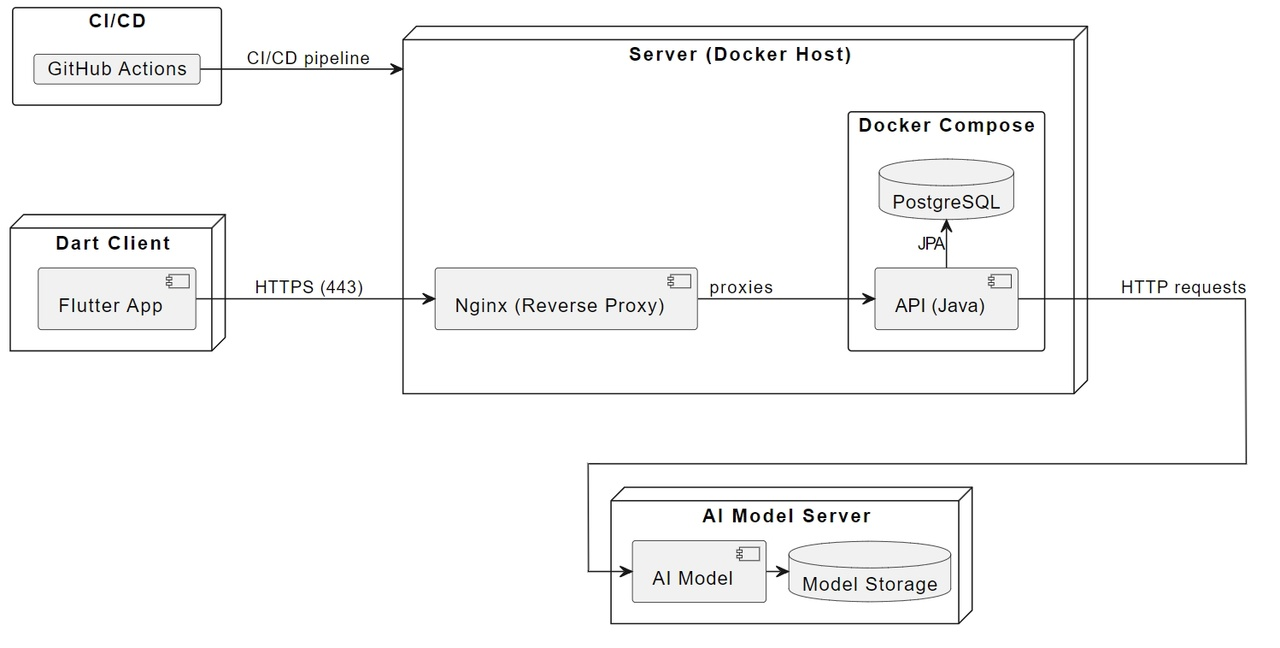 CI/CD
GitHub Actions
CI/CD pipeline
Server (Docker Host)
Docker Compose
PostgreSQL
JPA
Dart Client
Flutter App
HTTPS (443)
Nginx (Reverse Proxy)
proxies
API (Java)
HTTP requests
AI Model Server
AI Model
Model Storage